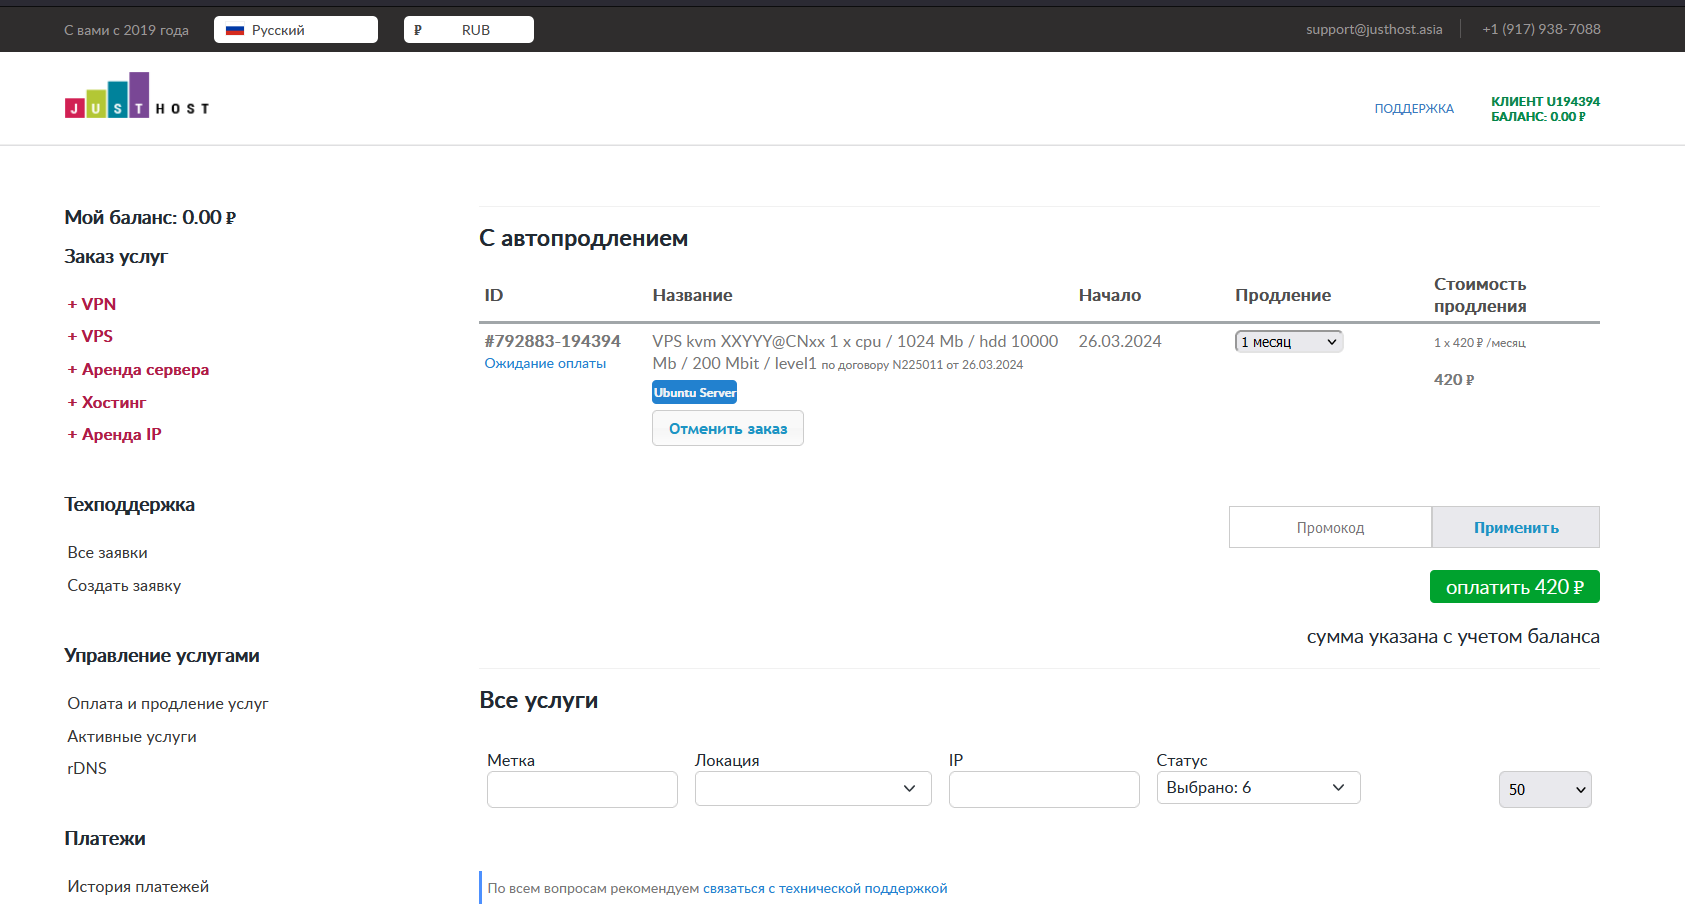 С вами с 2019 года
Русский
₽ RUB
support@justhost.asia
+1 (917) 938-7088
JUST HOST
ПОДДЕРЖКА
КЛИЕНТ U194394
БАЛАНС: 0.00 ₽
Мой баланс: 0.00 ₽
Заказ услуг
+ VPN
+ VPS
+ Аренда сервера
+ Хостинг
+ Аренда IP
Техподдержка
Все заявки
Создать заявку
Управление услугами
Оплата и продление услуг
Активные услуги
rDNS
Платежи
История платежей
С автопродлением
ID Название Начало Продление Стоимость продления
#792883-194394
Ожидание оплаты
VPS kvm XXYYY@CNxx 1 x cpu / 1024 Mb / hdd 10000
Mb / 200 Mbit / level1 по договору N225011 от 26.03.2024
Ubuntu Server
Отменить заказ
26.03.2024
1 месяц
1 x 420 ₽ /месяц
420 ₽
Промокод
Применить
оплатить 420 ₽
сумма указана с учетом баланса
Все услуги
Метка Локация IP Статус
Выбрано: 6
50
По всем вопросам рекомендуем связаться с технической поддержкой